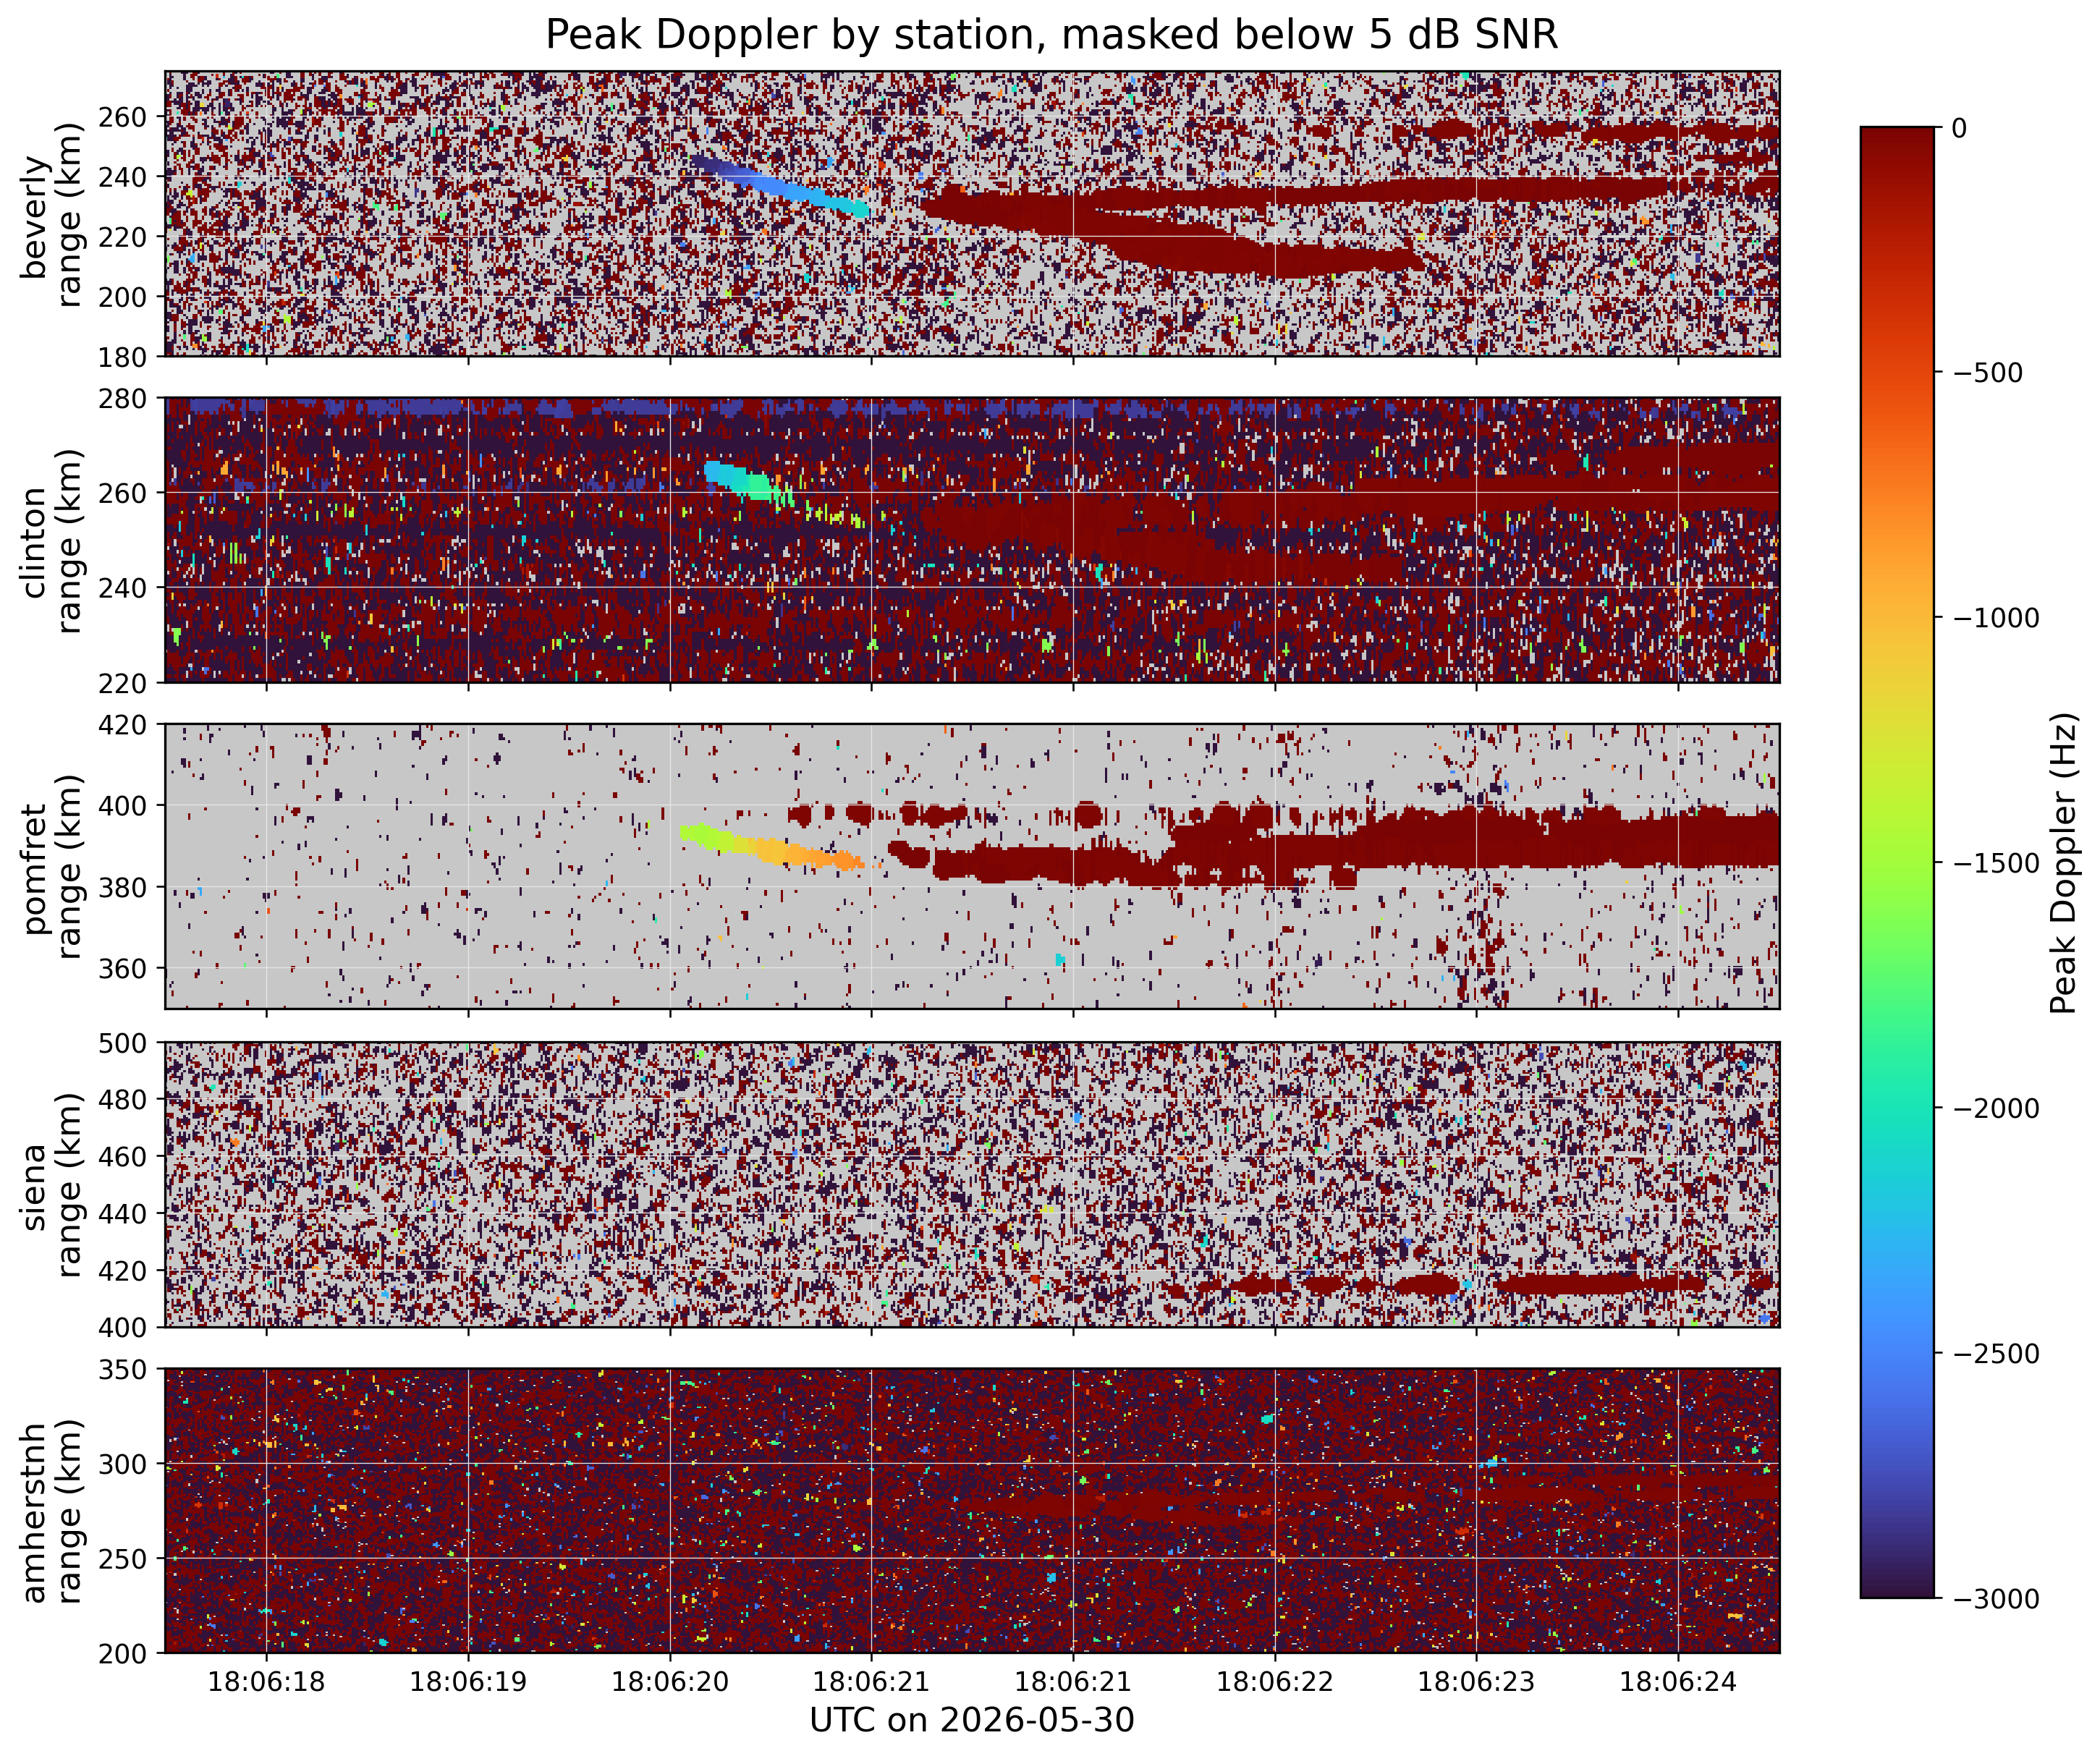 Peak Doppler by station, masked below 5 dB SNR
beverly
range (km)
260
240
220
200
180
clinton
range (km)
280
260
240
220
pomfret
range (km)
420
400
380
360
siena
range (km)
500
480
460
440
420
400
amherstnh
range (km)
350
300
250
200
18:06:18 18:06:19 18:06:20 18:06:21 18:06:21 18:06:22 18:06:23 18:06:24
UTC on 2026-05-30
0
−500
−1000
−1500
−2000
−2500
−3000
Peak Doppler (Hz)